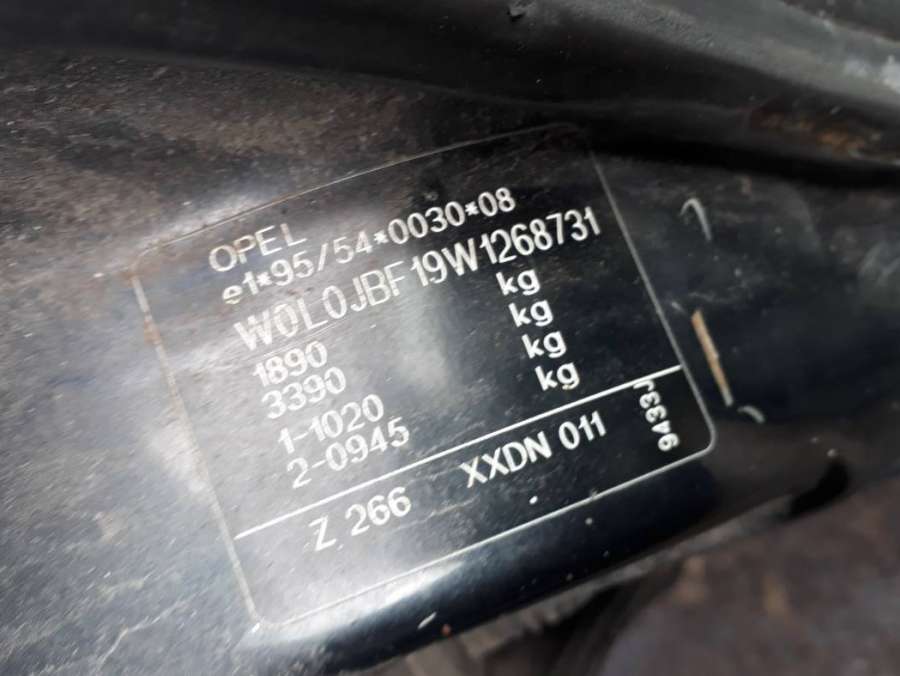 OPEL
e1*95/54*0030*08
W0L0JBF19W1268731
1890 kg
3390 kg
1-1020 kg
2-0945 kg
Z 266 XXDN 011 9433J